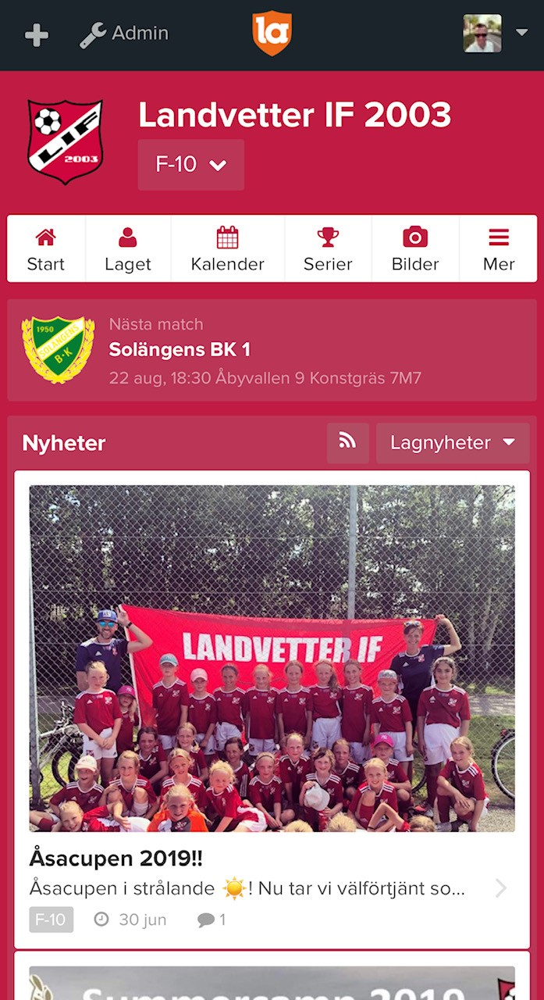 Admin
la
Landvetter IF 2003
LIF
2003
F-10
Start
Laget
Kalender
Serier
Bilder
Mer
1950
SOLÄNGENS
B·K
Nästa match
Solängens BK 1
22 aug, 18:30 Åbyvallen 9 Konstgräs 7M7
Nyheter
Lagnyheter
LANDVETTER IF
Åsacupen 2019!!
Åsacupen i strålande ☀️! Nu tar vi välförtjänt so...
F-10
30 jun
1
Summercamp 2019